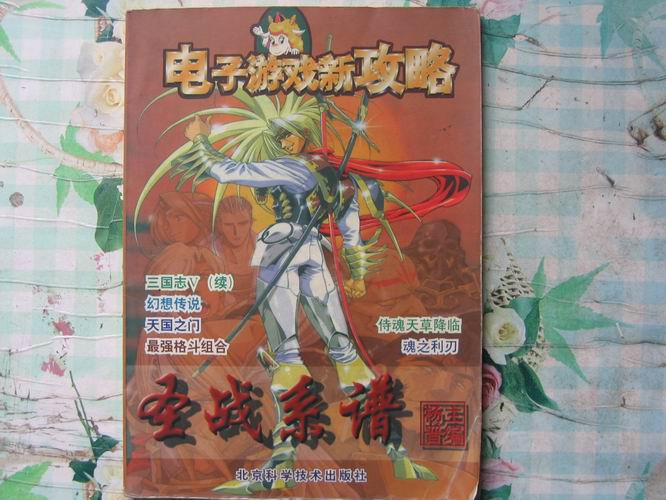 电子游戏新攻略
三国志V(续)
幻想传说
天国之门
最强格斗组合
侍魂天草降临
魂之利刃
圣战系谱
杨晋
主编
北京科学技术出版社